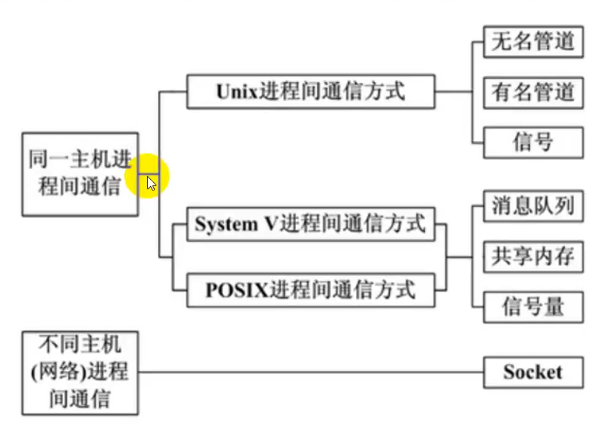 无名管道
Unix进程间通信方式
有名管道
信号
同一主机进
程间通信
消息队列
System V进程间通信方式
共享内存
POSIX进程间通信方式
信号量
不同主机
(网络)进程
间通信
Socket